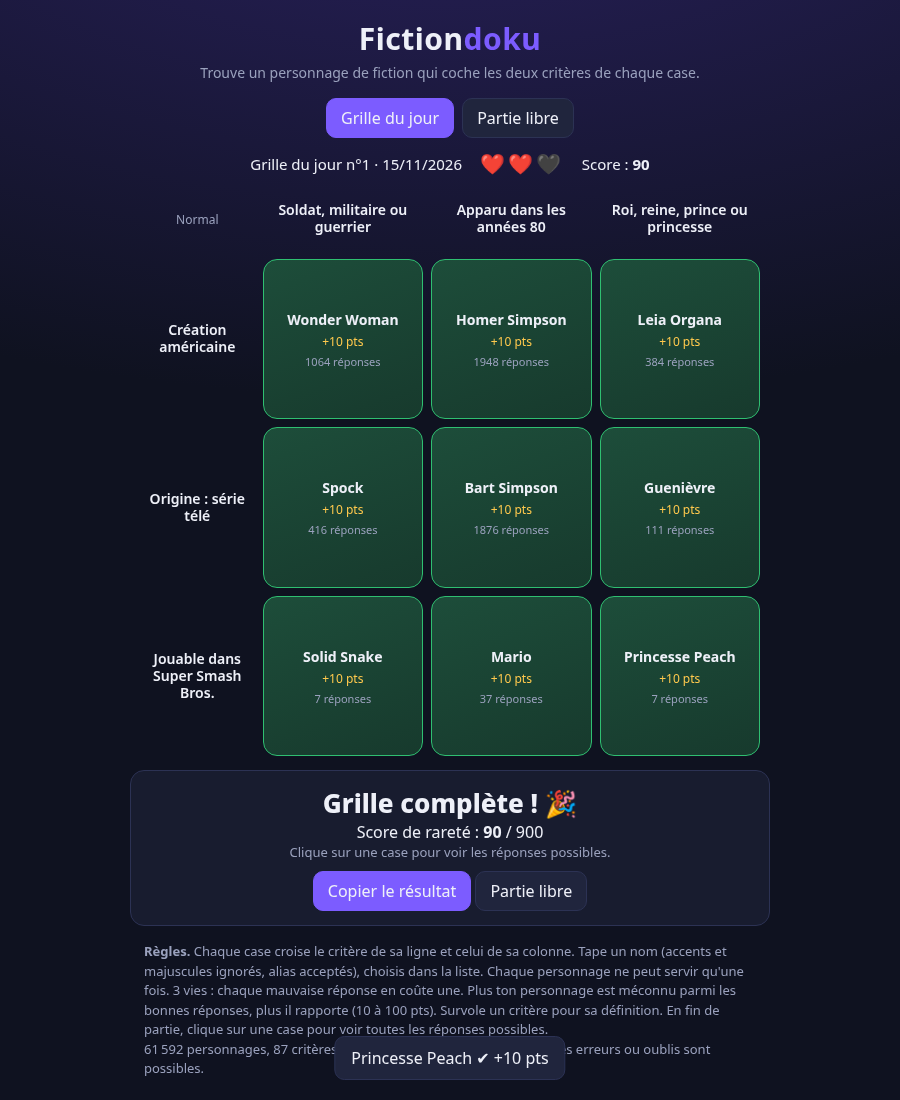 Fictiondoku
Trouve un personnage de fiction qui coche les deux critères de chaque case.
Grille du jour
Partie libre
Grille du jour n°1 · 15/11/2026
Score : 90
Normal
Soldat, militaire ou
guerrier
Apparu dans les
années 80
Roi, reine, prince ou
princesse
Création
américaine
Wonder Woman
+10 pts
1064 réponses
Homer Simpson
+10 pts
1948 réponses
Leia Organa
+10 pts
384 réponses
Origine : série
télé
Spock
+10 pts
416 réponses
Bart Simpson
+10 pts
1876 réponses
Guenièvre
+10 pts
111 réponses
Jouable dans
Super Smash
Bros.
Solid Snake
+10 pts
7 réponses
Mario
+10 pts
37 réponses
Princesse Peach
+10 pts
7 réponses
Grille complète ! 🎉
Score de rareté : 90 / 900
Clique sur une case pour voir les réponses possibles.
Copier le résultat
Partie libre
Règles. Chaque case croise le critère de sa ligne et celui de sa colonne. Tape un nom (accents et
majuscules ignorés, alias acceptés), choisis dans la liste. Chaque personnage ne peut servir qu'une
fois. 3 vies : chaque mauvaise réponse en coûte une. Plus ton personnage est méconnu parmi les
bonnes réponses, plus il rapporte (10 à 100 pts). Survole un critère pour sa définition. En fin de
partie, clique sur une case pour voir toutes les réponses possibles.
61 592 personnages, 87 critères
erreurs ou oublis sont
possibles.
Princesse Peach ✔ +10 pts